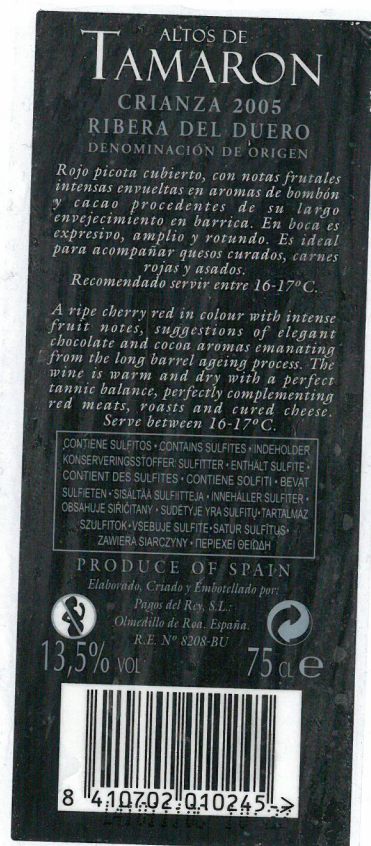 ALTOS DE
TAMARON
CRIANZA 2005
RIBERA DEL DUERO
DENOMINACIÓN DE ORIGEN
Rojo picota cubierto, con notas frutales
intensas envueltas en aromas de bombón
y cacao procedentes de su largo
envejecimiento en barrica. En boca es
expresivo, amplio y rotundo. Es ideal
para acompañar quesos curados, carnes
rojas y asados.
Recomendado servir entre 16-17ºC.
A ripe cherry red in colour with intense
fruit notes, suggestions of elegant
chocolate and cocoa aromas emanating
from the long barrel ageing process. The
wine is warm and dry with a perfect
tannic balance, perfectly complementing
red meats, roasts and cured cheese.
Serve between 16-17ºC.
CONTIENE SULFITOS • CONTAINS SULFITES • INDEHOLDER
KONSERVERINGSSTOFFER: SULFITTER • ENTHÄLT SULFITE •
CONTIENT DES SULFITES • CONTIENE SOLFITI • BEVAT
SULFIETEN • SISÄLTÄÄ SULFIITTEJA • INNEHÅLLER SULFITER •
OBSAHUJE SIŘIČITANY • SUDĖTYJE YRA SULFITŲ • TARTALMAZ
SZULFITOK • VSEBUJE SULFITE • SATUR SULFĪTUS •
ZAWIERA SIARCZYNY • ΠΕΡΙΕΧΕΙ ΘΕΙΩΔΗ
PRODUCE OF SPAIN
Elaborado, Criado y Embotellado por:
Pagos del Rey, S.L.:
Olmedillo de Roa. España.
R.E. Nº 8208-BU
13,5% VOL
75 CL e
8 410702 010245 >